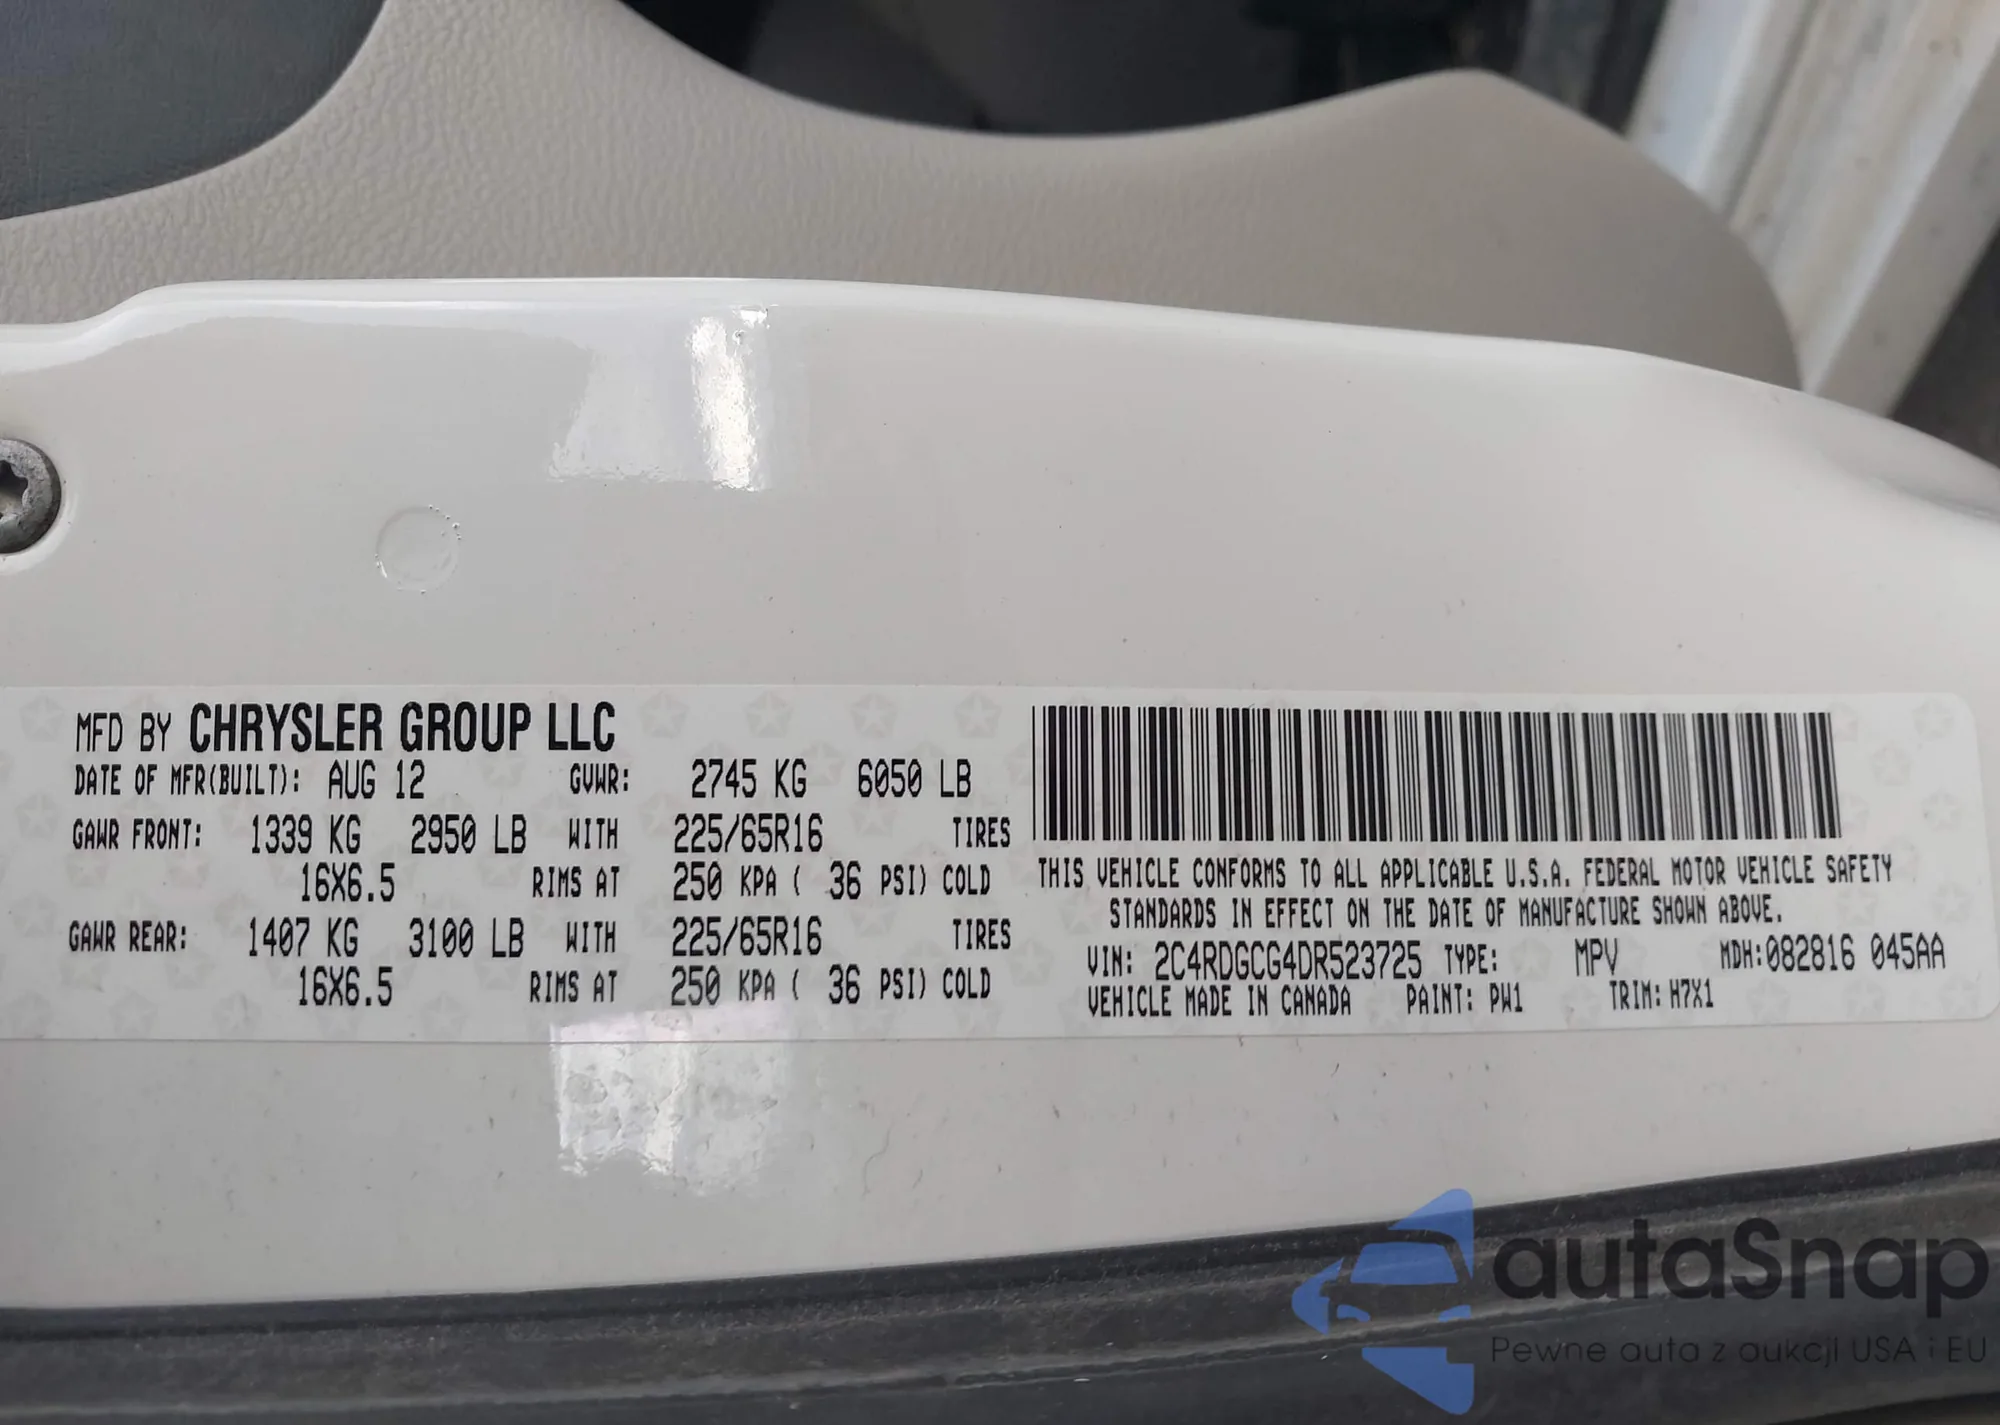 MFD BY CHRYSLER GROUP LLC
DATE OF MFR(BUILT): AUG 12 GVWR: 2745 KG 6050 LB
GAWR FRONT: 1339 KG 2950 LB WITH 225/65R16 TIRES
16X6.5 RIMS AT 250 KPA ( 36 PSI) COLD
GAWR REAR: 1407 KG 3100 LB WITH 225/65R16 TIRES
16X6.5 RIMS AT 250 KPA ( 36 PSI) COLD
THIS VEHICLE CONFORMS TO ALL APPLICABLE U.S.A. FEDERAL MOTOR VEHICLE SAFETY
STANDARDS IN EFFECT ON THE DATE OF MANUFACTURE SHOWN ABOVE.
VIN: 2C4RDGCG4DR523725 TYPE: MPV MDH:082816 045AA
VEHICLE MADE IN CANADA PAINT: PW1 TRIM: H7X1
autaSnap
Pewne auta z aukcji USA i EU